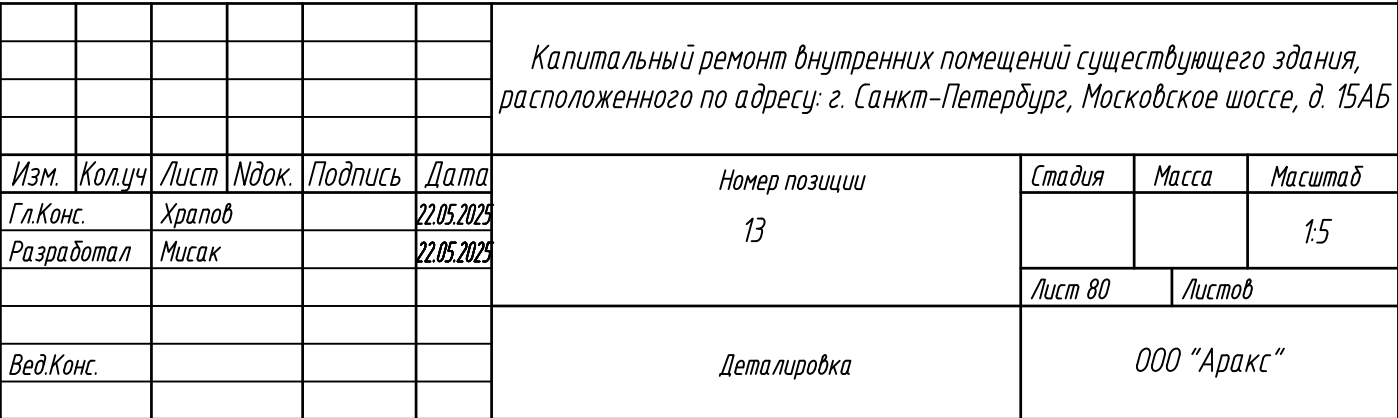 Капитальный ремонт внутренних помещений существующего здания,
расположенного по адресу: г. Санкт-Петербург, Московское шоссе, д. 15АБ
Изм. Кол.уч Лист Nдок. Подпись Дата
Номер позиции
Стадия Масса Масштаб
Гл.Конс. Храпов 22.05.2025
13
1:5
Разработал Мисак 22.05.2025
Лист 80 Листов
Вед.Конс.
Деталировка
ООО "Аракс"